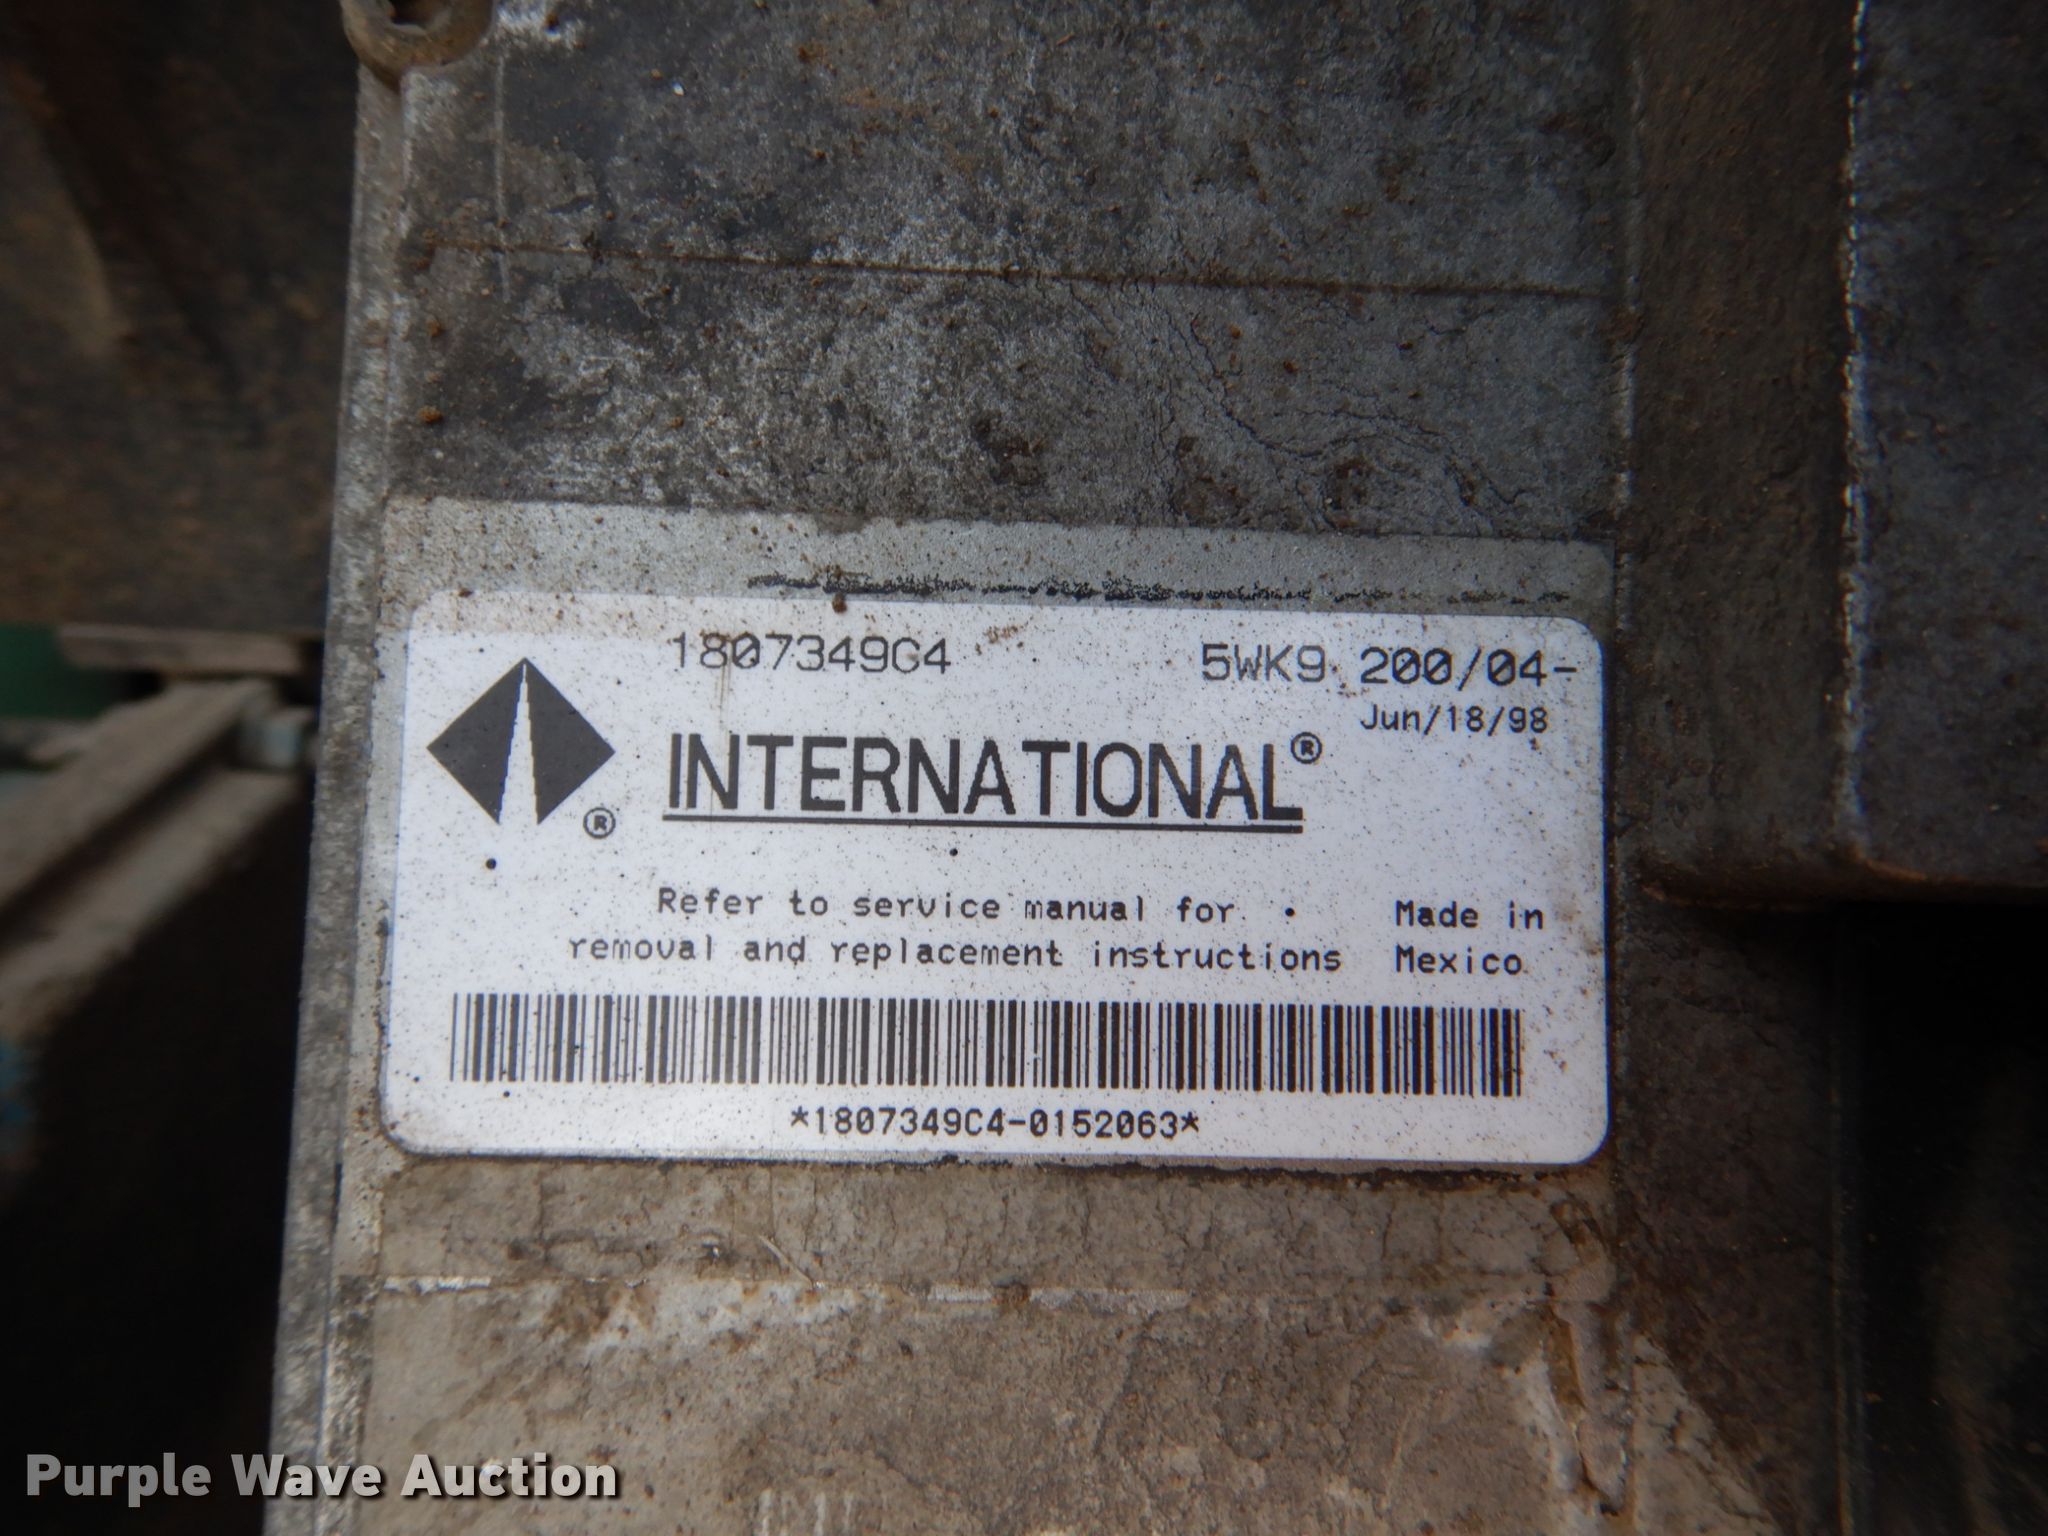 1807349C4 5WK9 200/04-
Jun/18/98
INTERNATIONAL®
®
Refer to service manual for
removal and replacement instructions
Made in
Mexico
*1807349C4-0152063*
Purple Wave Auction